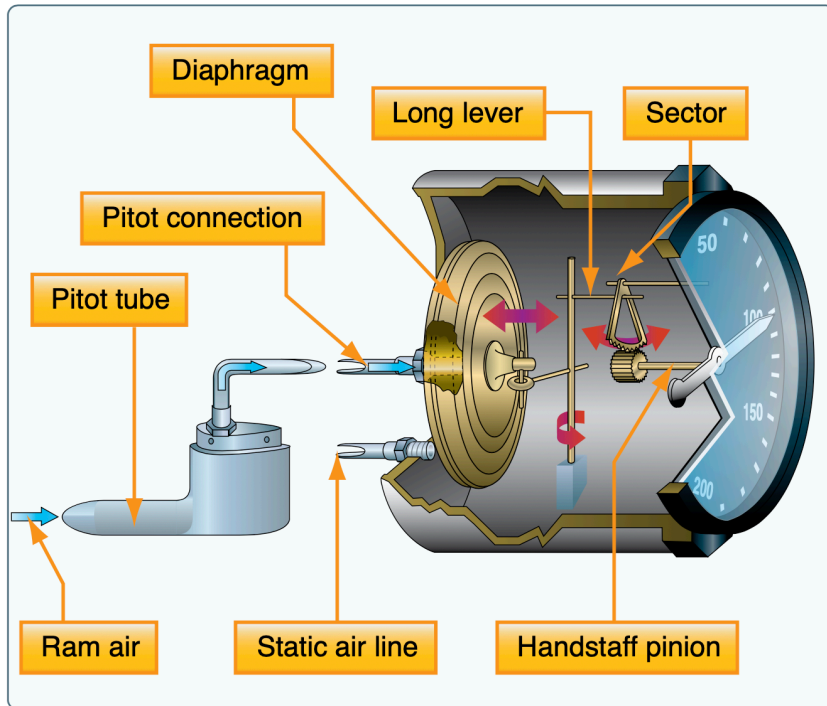 Diaphragm
Long lever
Sector
Pitot connection
Pitot tube
50
100
150
200
Ram air
Static air line
Handstaff pinion